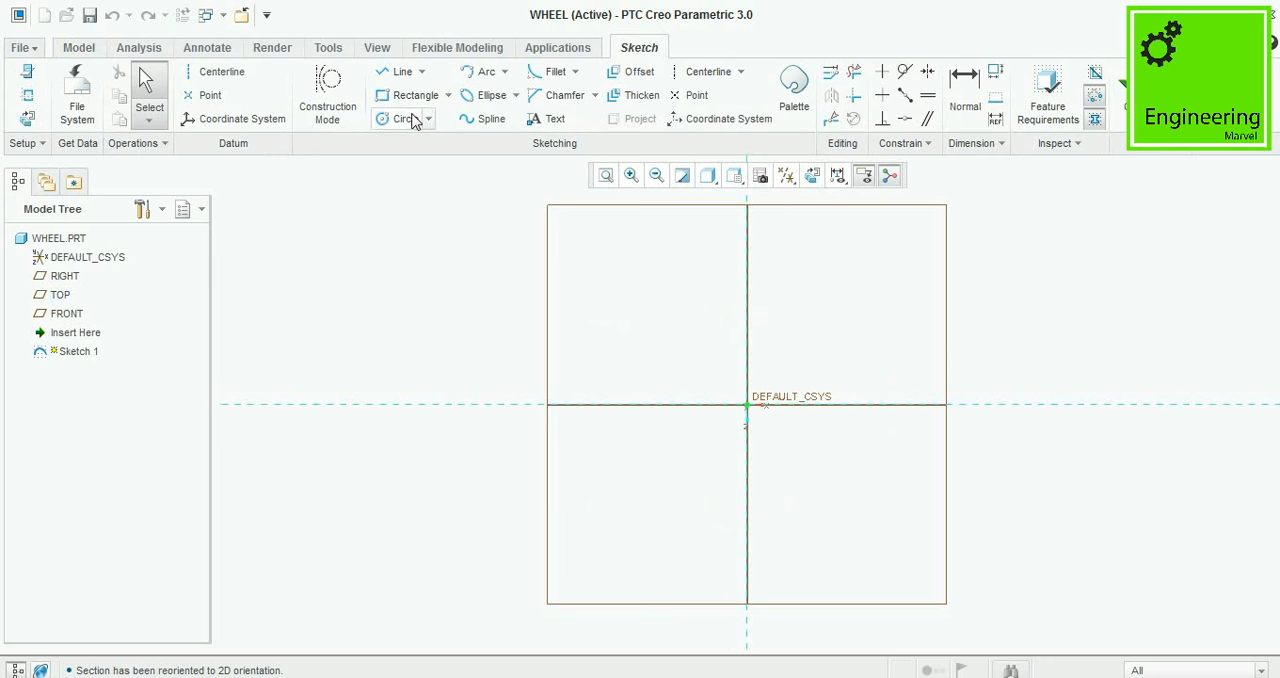 WHEEL (Active) - PTC Creo Parametric 3.0
File Model Analysis Annotate Render Tools View Flexible Modeling Applications Sketch
File System
Select
Centerline
Point
Coordinate System
Construction Mode
Line
Rectangle
Arc
Ellipse
Spline
Fillet
Chamfer
Text
Offset
Thicken
Project
Centerline
Point
Coordinate System
Palette
Normal
REF
Feature Requirements
Setup Get Data Operations Datum Sketching Editing Constrain Dimension Inspect
Engineering
Marvel
Model Tree
WHEEL.PRT
DEFAULT_CSYS
RIGHT
TOP
FRONT
Insert Here
Sketch 1
DEFAULT_CSYS
x
z
• Section has been reoriented to 2D orientation.
All